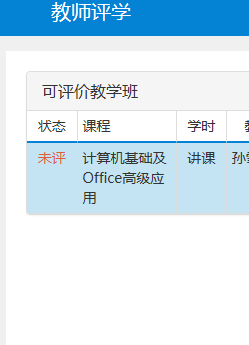 教师评学
可评价教学班
状态 课程 学时
未评 计算机基础及 讲课 孙
Office高级应
用